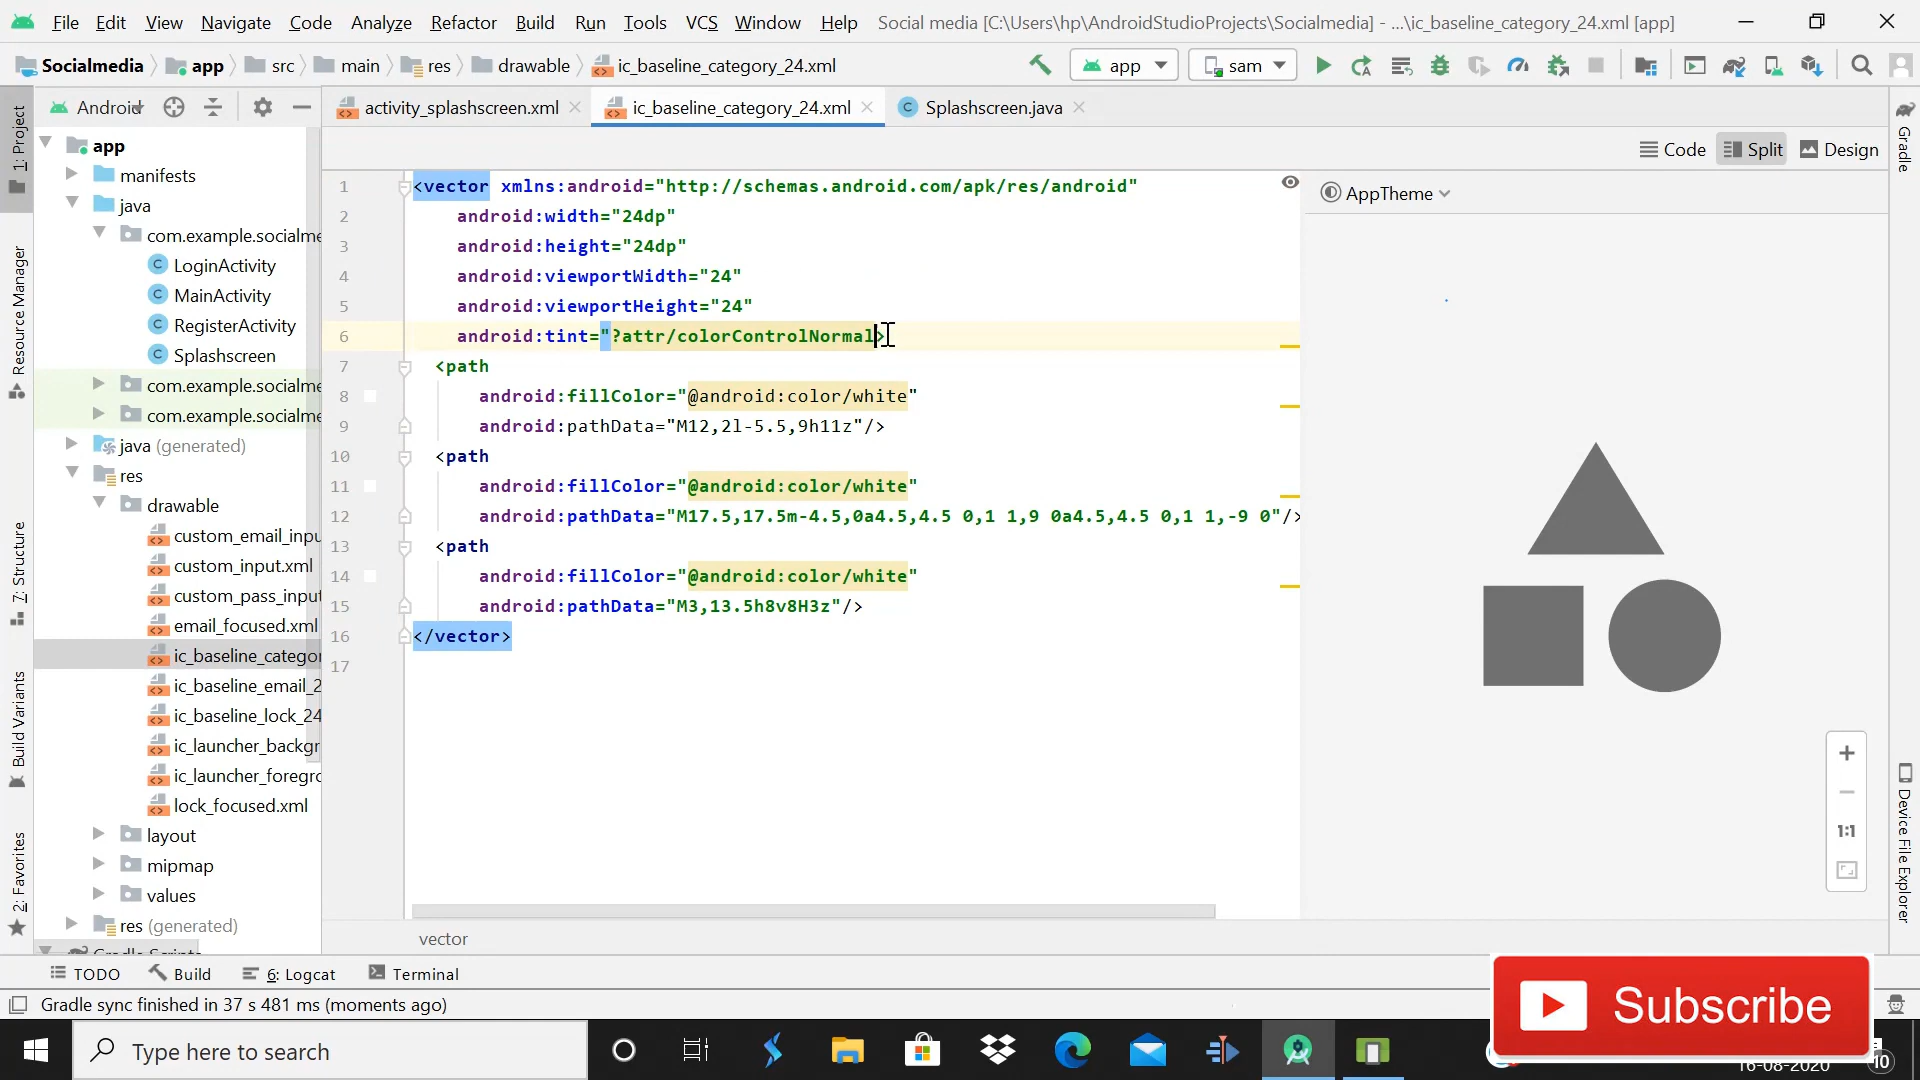 File Edit View Navigate Code Analyze Refactor Build Run Tools VCS Window Help Social media [C:\Users\hp\AndroidStudioProjects\Socialmedia] - ...\ic_baseline_category_24.xml [app]
Socialmedia app src main res drawable ic_baseline_category_24.xml app sam
Android activity_splashscreen.xml ic_baseline_category_24.xml Splashscreen.java
Code Split Design
AppTheme
1: Project
Resource Manager
7: Structure
Build Variants
2: Favorites
Gradle
Device File Explorer
app
manifests
java
com.example.socialme
LoginActivity
MainActivity
RegisterActivity
Splashscreen
com.example.socialme
com.example.socialme
java (generated)
res
drawable
custom_email_inpu
custom_input.xml
custom_pass_input
email_focused.xml
ic_baseline_categor
ic_baseline_email_2
ic_baseline_lock_24
ic_launcher_backgr
ic_launcher_foregro
lock_focused.xml
layout
mipmap
values
res (generated)
Gradle Scripts
1 <vector xmlns:android="http://schemas.android.com/apk/res/android"
2 android:width="24dp"
3 android:height="24dp"
4 android:viewportWidth="24"
5 android:viewportHeight="24"
6 android:tint="?attr/colorControlNormal>
7 <path
8 android:fillColor="@android:color/white"
9 android:pathData="M12,2l-5.5,9h11z"/>
10 <path
11 android:fillColor="@android:color/white"
12 android:pathData="M17.5,17.5m-4.5,0a4.5,4.5 0,1 1,9 0a4.5,4.5 0,1 1,-9 0"/>
13 <path
14 android:fillColor="@android:color/white"
15 android:pathData="M3,13.5h8v8H3z"/>
16 </vector>
17
1:1
vector
TODO Build 6: Logcat Terminal
Gradle sync finished in 37 s 481 ms (moments ago)
Subscribe
Type here to search
16-08-2020
10